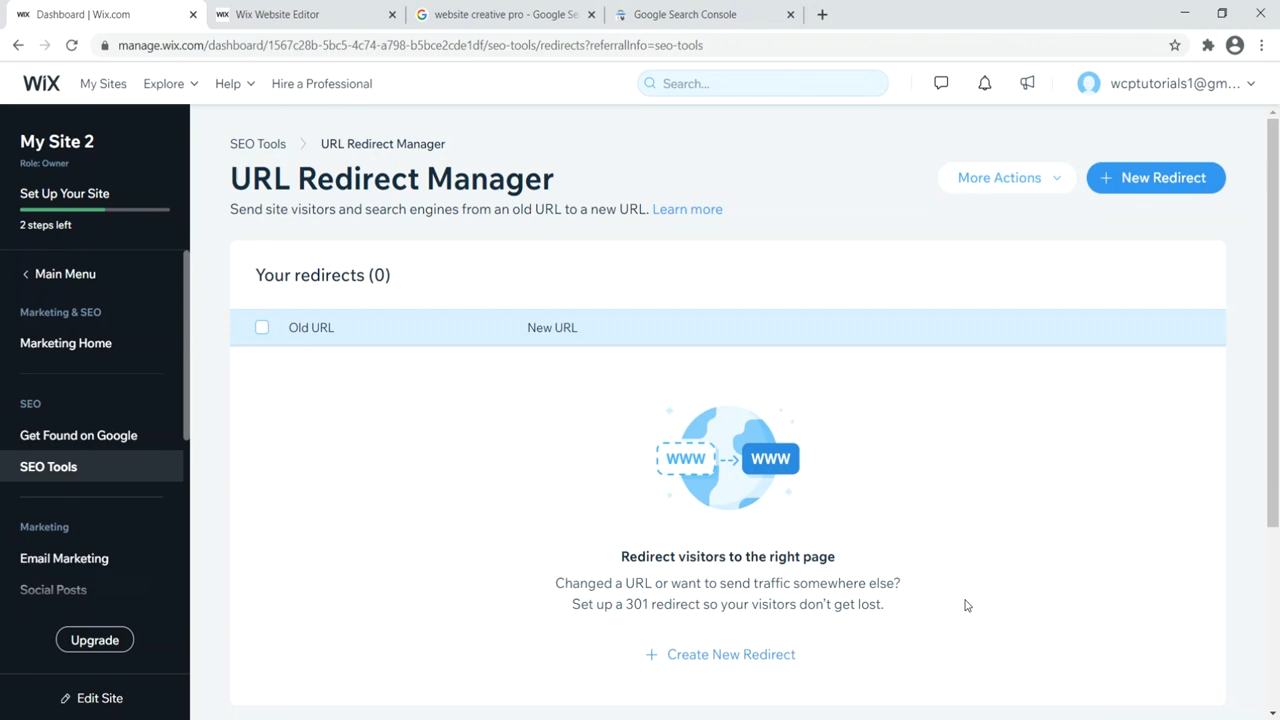 Dashboard | Wix.com
Wix Website Editor
website creative pro - Google Se
Google Search Console
manage.wix.com/dashboard/1567c28b-5bc5-4c74-a798-b5bce2cde1df/seo-tools/redirects?referralInfo=seo-tools
WiX
My Sites
Explore
Help
Hire a Professional
Search...
wcptutorials1@gm...
My Site 2
Role: Owner
Set Up Your Site
2 steps left
Main Menu
Marketing & SEO
Marketing Home
SEO
Get Found on Google
SEO Tools
Marketing
Email Marketing
Social Posts
Upgrade
Edit Site
SEO Tools
URL Redirect Manager
URL Redirect Manager
More Actions
New Redirect
Send site visitors and search engines from an old URL to a new URL. Learn more
Your redirects (0)
Old URL
New URL
WWW
WWW
Redirect visitors to the right page
Changed a URL or want to send traffic somewhere else?
Set up a 301 redirect so your visitors don't get lost.
Create New Redirect